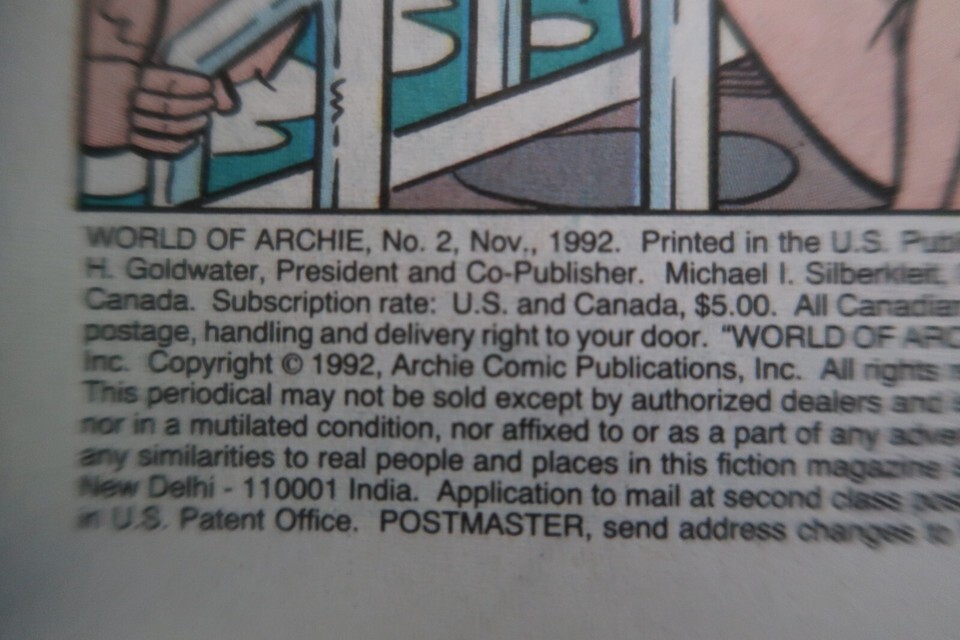 WORLD OF ARCHIE, No. 2, Nov., 1992. Printed in the U.S.
H. Goldwater, President and Co-Publisher. Michael I. Silberkleit,
Canada. Subscription rate: U.S. and Canada, $5.00. All Canadian
postage, handling and delivery right to your door. "WORLD OF
Inc. Copyright © 1992, Archie Comic Publications, Inc. All rights
This periodical may not be sold except by authorized dealers and
nor in a mutilated condition, nor affixed to or as a part of any
any similarities to real people and places in this fiction magazine
New Delhi - 110001 India. Application to mail at second class
in U.S. Patent Office. POSTMASTER, send address changes to